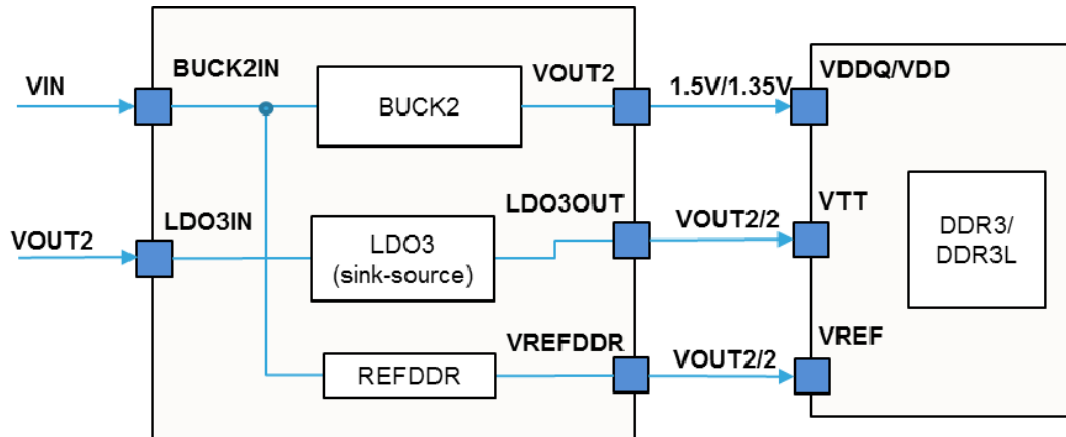 VIN
BUCK2IN
BUCK2
VOUT2
1.5V/1.35V
VDDQ/VDD
VOUT2
LDO3IN
LDO3
(sink-source)
LDO3OUT
VOUT2/2
VTT
DDR3/
DDR3L
REFDDR
VREFDDR
VOUT2/2
VREF